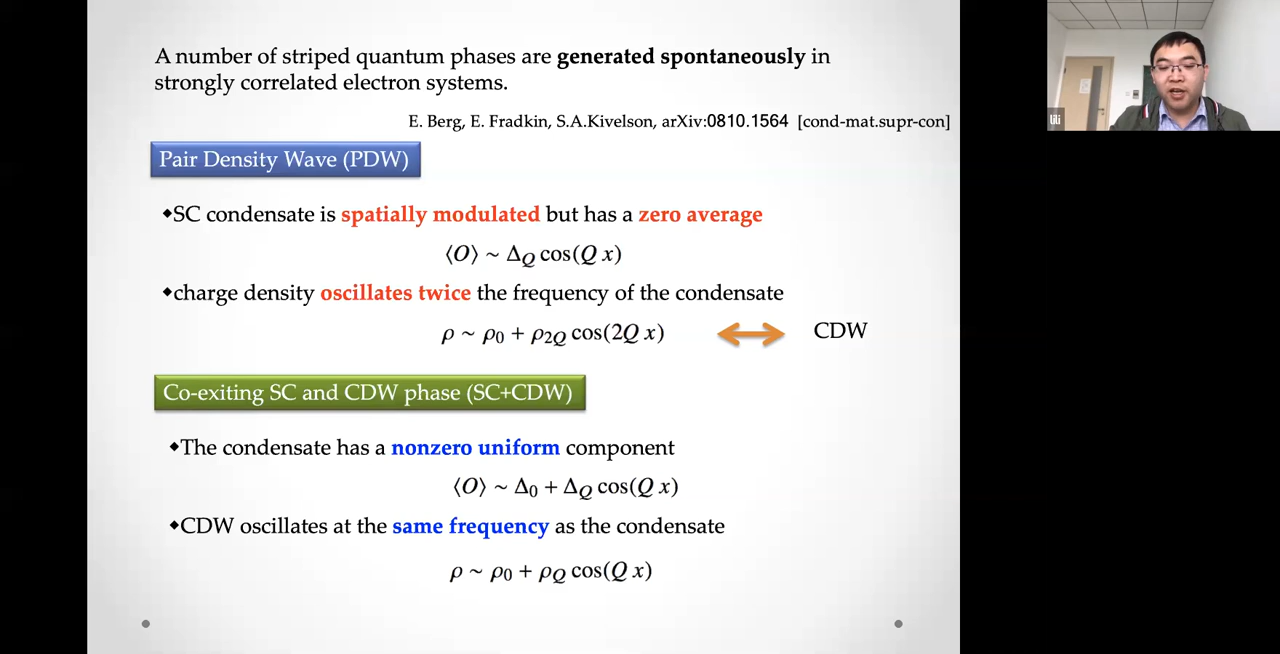 A number of striped quantum phases are generated spontaneously in
strongly correlated electron systems.
E. Berg, E. Fradkin, S.A.Kivelson, arXiv:0810.1564 [cond-mat.supr-con]
Pair Density Wave (PDW)
◆SC condensate is spatially modulated but has a zero average
⟨O⟩ ~ Δ_Q cos(Q x)
◆charge density oscillates twice the frequency of the condensate
ρ ~ ρ₀ + ρ_2Q cos(2Q x) CDW
Co-exiting SC and CDW phase (SC+CDW)
◆The condensate has a nonzero uniform component
⟨O⟩ ~ Δ₀ + Δ_Q cos(Q x)
◆CDW oscillates at the same frequency as the condensate
ρ ~ ρ₀ + ρ_Q cos(Q x)
lili